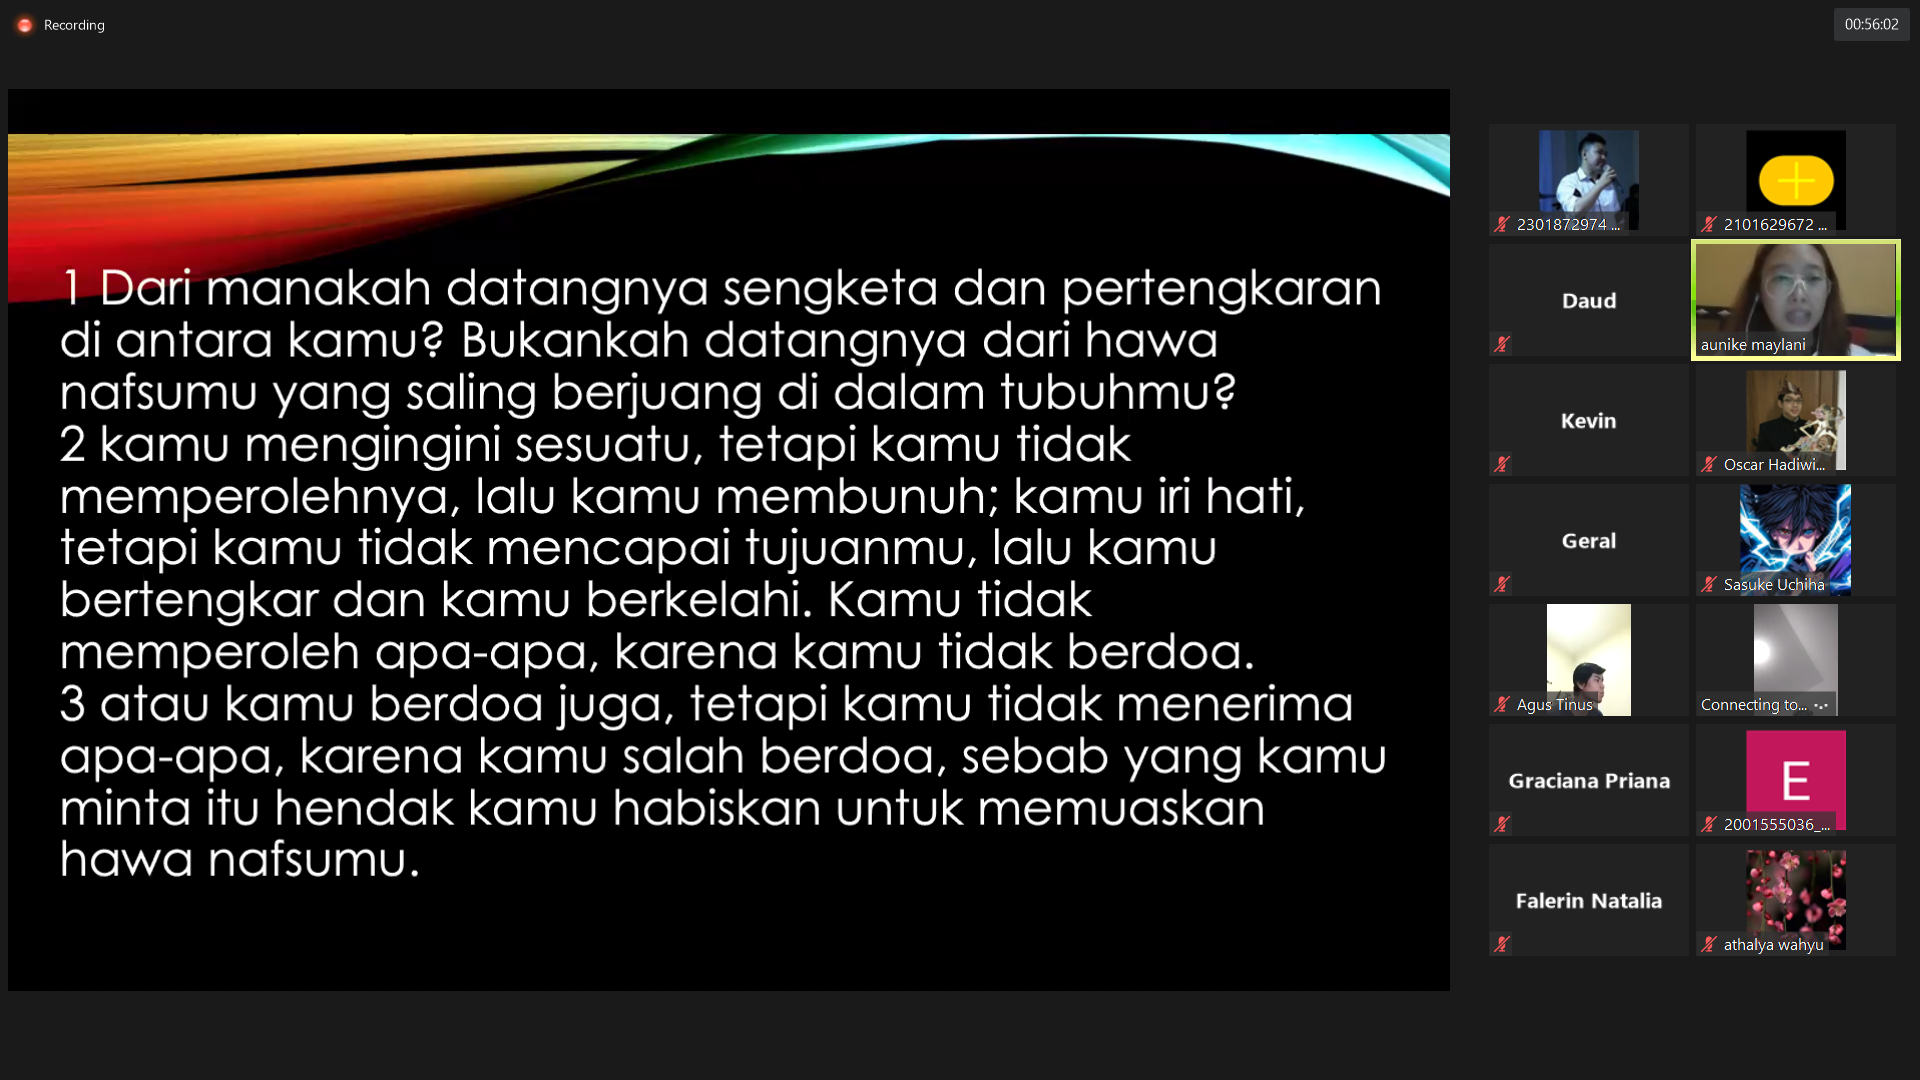 Recording
00:56:02
1 Dari manakah datangnya sengketa dan pertengkaran
di antara kamu? Bukankah datangnya dari hawa
nafsumu yang saling berjuang di dalam tubuhmu?
2 kamu mengingini sesuatu, tetapi kamu tidak
memperolehnya, lalu kamu membunuh; kamu iri hati,
tetapi kamu tidak mencapai tujuanmu, lalu kamu
bertengkar dan kamu berkelahi. Kamu tidak
memperoleh apa-apa, karena kamu tidak berdoa.
3 atau kamu berdoa juga, tetapi kamu tidak menerima
apa-apa, karena kamu salah berdoa, sebab yang kamu
minta itu hendak kamu habiskan untuk memuaskan
hawa nafsumu.
2301872974 ...
2101629672 ...
Daud
aunike maylani
Kevin
Oscar Hadiwi...
Geral
Sasuke Uchiha
Agus Tinus
Connecting to...
Graciana Priana
E
2001555036_...
Falerin Natalia
athalya wahyu